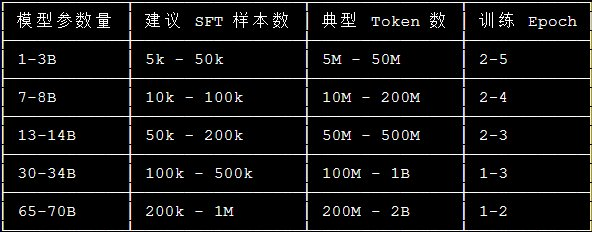 模型参数量 建议 SFT 样本数 典型 Token 数 训练 Epoch
1-3B 5k - 50k 5M - 50M 2-5
7-8B 10k - 100k 10M - 200M 2-4
13-14B 50k - 200k 50M - 500M 2-3
30-34B 100k - 500k 100M - 1B 1-3
65-70B 200k - 1M 200M - 2B 1-2